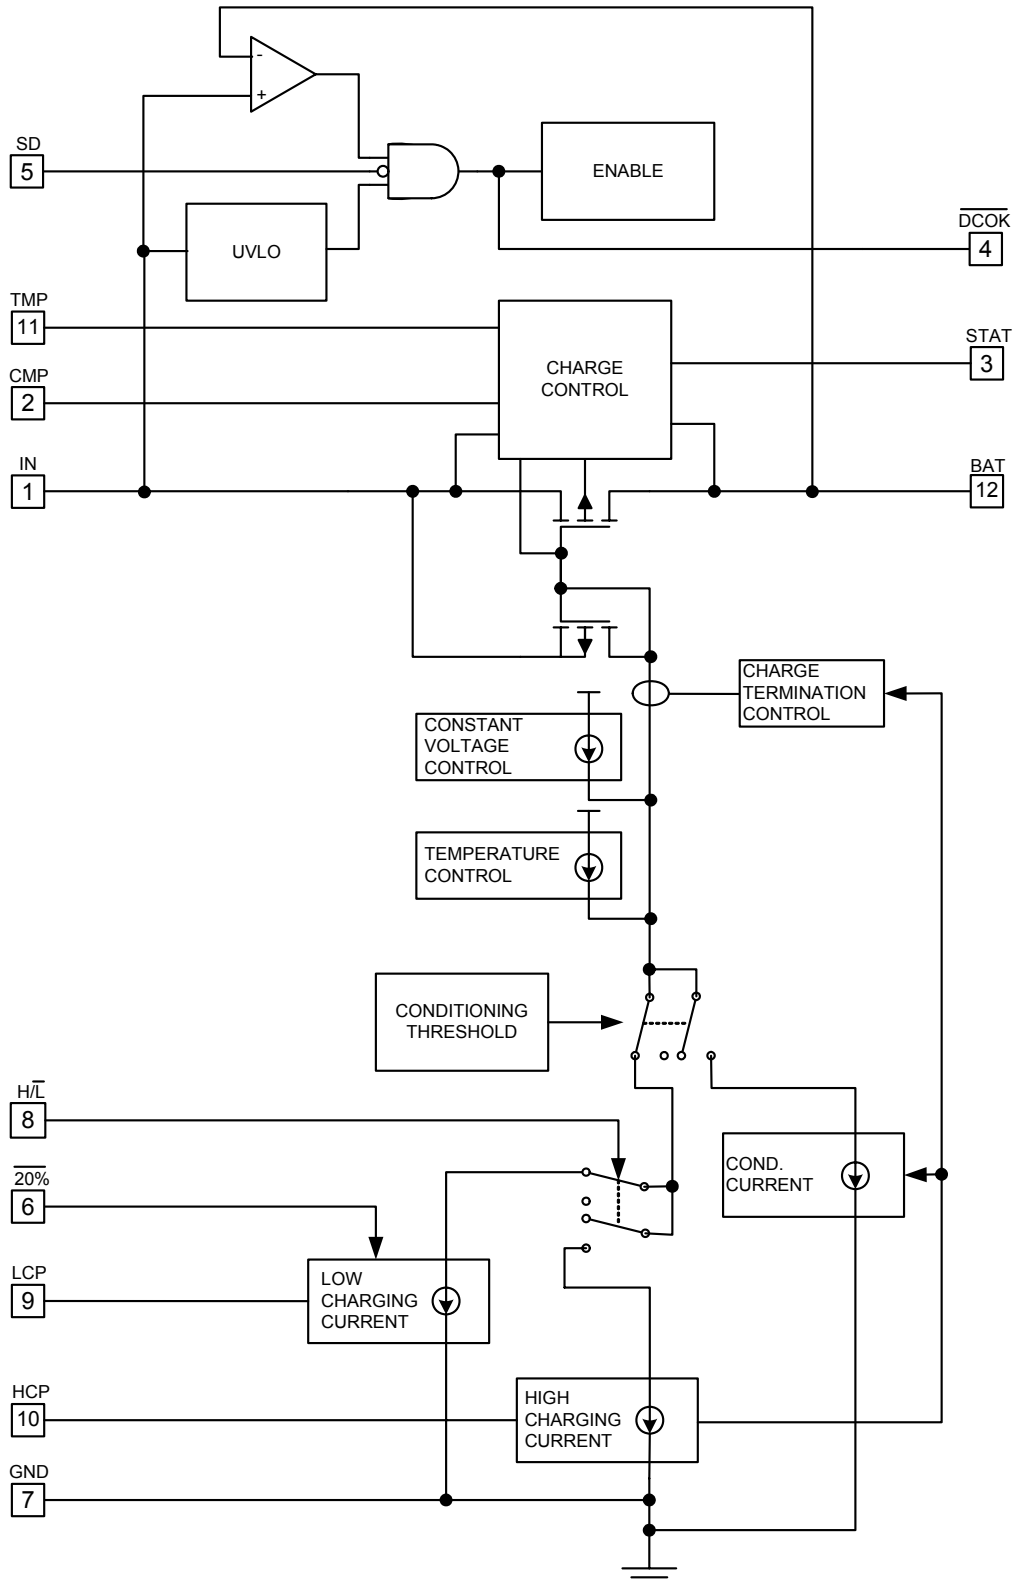 -
+
SD
5
ENABLE
UVLO
DCOK
4
TMP
11
CMP
2
IN
1
CHARGE
CONTROL
STAT
3
BAT
12
CHARGE
TERMINATION
CONTROL
CONSTANT
VOLTAGE
CONTROL
TEMPERATURE
CONTROL
CONDITIONING
THRESHOLD
H/L̅
8
COND.
CURRENT
20%
6
LCP
9
LOW
CHARGING
CURRENT
HCP
10
HIGH
CHARGING
CURRENT
GND
7